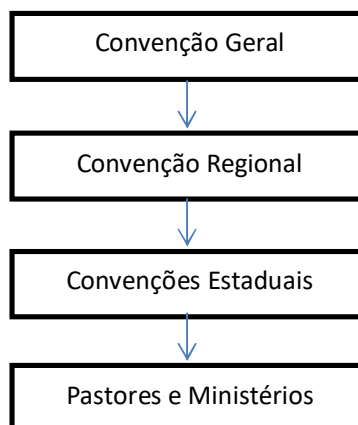 Convenção Geral
Convenção Regional
Convenções Estaduais
Pastores e Ministérios